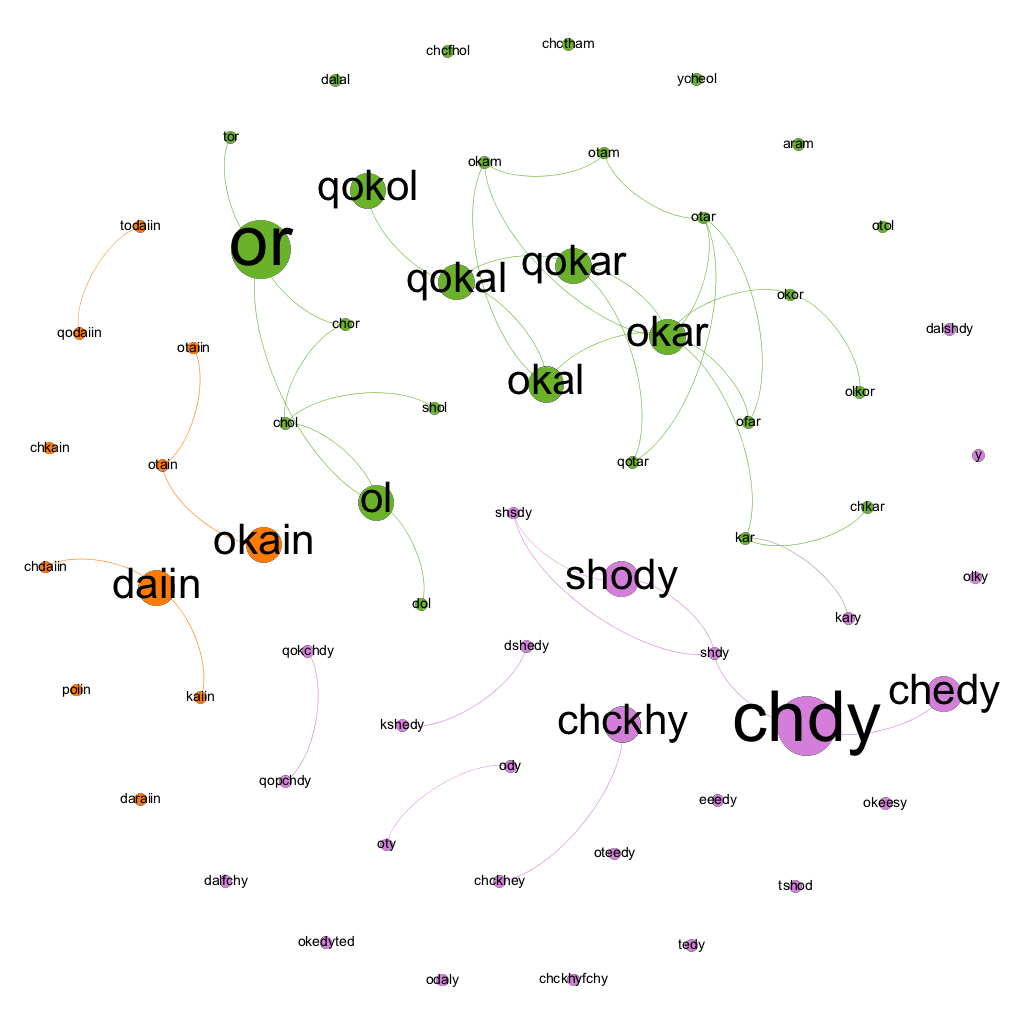 chctham
chcfhol
dalal
ycheol
tor
aram
otam
okam
qokol
otar
todaiin
otol
or
qokar
qokal
okor
chor
dalshdy
qodaiin
okar
otaiin
okal
olkor
shol
chol
ofar
chkain
y
otain
qotar
ol
chkar
shsdy
kar
okain
chdaiin
daiin
shody
olky
dol
kary
dshedy
qokchdy
shdy
poiin
kaiin
chedy
kshedy
chckhy
chdy
ody
qopchdy
daraiin
eeedy
okeesy
oty
oteedy
dalfchy
chckhey
tshod
okedyted
tedy
odaly
chckhyfchy